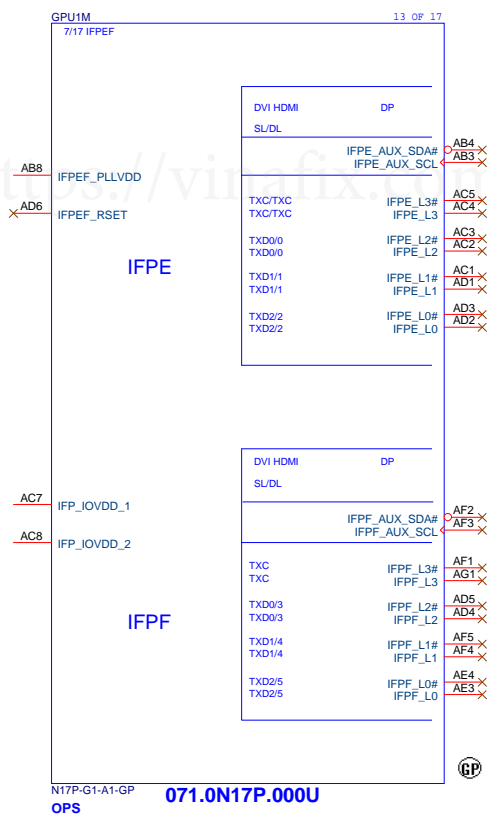 GPU1M 13 OF 17
7/17 IFPEF
DVI HDMI DP
SL/DL
IFPE_AUX_SDA# AB4
IFPE_AUX_SCL AB3
https://vinafix.com
AB8 IFPEF_PLLVDD
AD6 IFPEF_RSET
TXC/TXC IFPE_L3# AC5
TXC/TXC IFPE_L3 AC4
TXD0/0 IFPE_L2# AC3
TXD0/0 IFPE_L2 AC2
IFPE
TXD1/1 IFPE_L1# AC1
TXD1/1 IFPE_L1 AD1
TXD2/2 IFPE_L0# AD3
TXD2/2 IFPE_L0 AD2
DVI HDMI DP
SL/DL
AC7 IFP_IOVDD_1
IFPF_AUX_SDA# AF2
IFPF_AUX_SCL AF3
AC8 IFP_IOVDD_2
TXC IFPF_L3# AF1
TXC IFPF_L3 AG1
TXD0/3 IFPF_L2# AD5
TXD0/3 IFPF_L2 AD4
IFPF
TXD1/4 IFPF_L1# AF5
TXD1/4 IFPF_L1 AF4
TXD2/5 IFPF_L0# AE4
TXD2/5 IFPF_L0 AE3
GP
N17P-G1-A1-GP 071.0N17P.000U
OPS